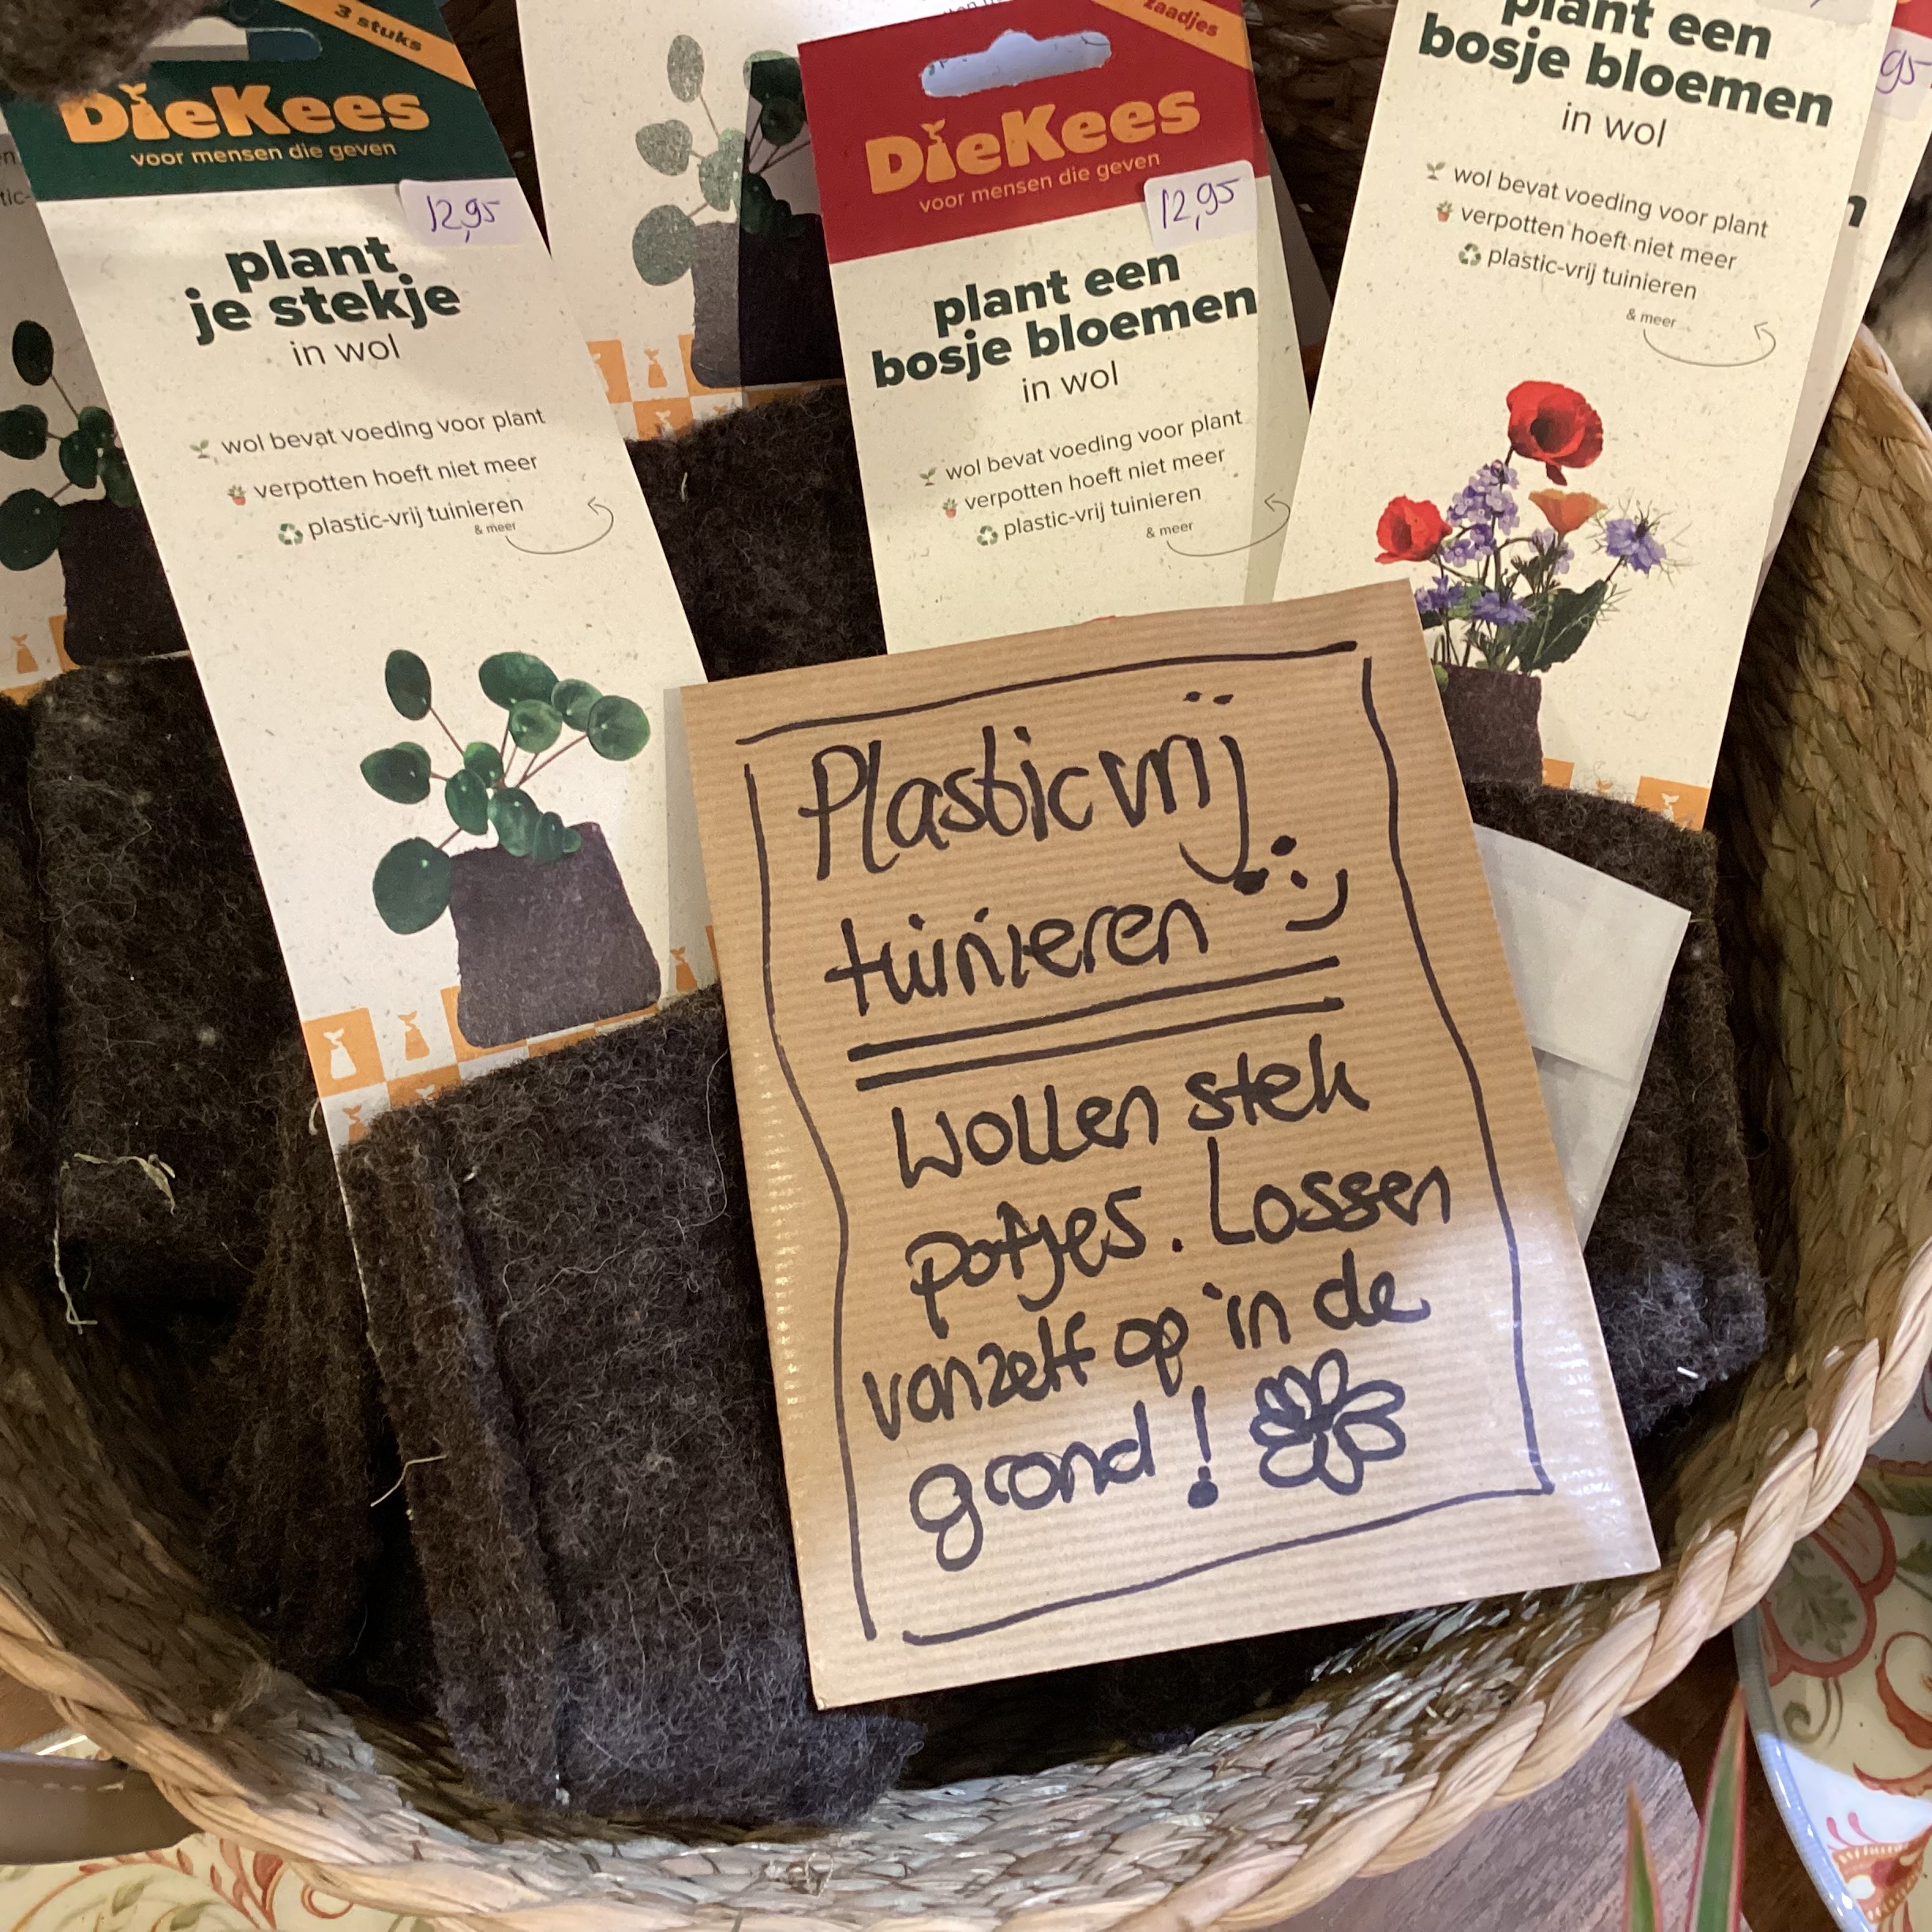 3 stuks
DieKees
voor mensen die geven
12,95
plant
je stekje
in wol
wol bevat voeding voor plant
verpotten hoeft niet meer
plastic-vrij tuinieren
& meer
zaadjes
DieKees
voor mensen die geven
12,95
plant een
bosje bloemen
in wol
wol bevat voeding voor plant
verpotten hoeft niet meer
plastic-vrij tuinieren
& meer
plant een
bosje bloemen
in wol
wol bevat voeding voor plant
verpotten hoeft niet meer
plastic-vrij tuinieren
& meer
Plasticvrij
tuinieren :)
Wollen stek
potjes. Lossen
vanzelf op in de
grond!